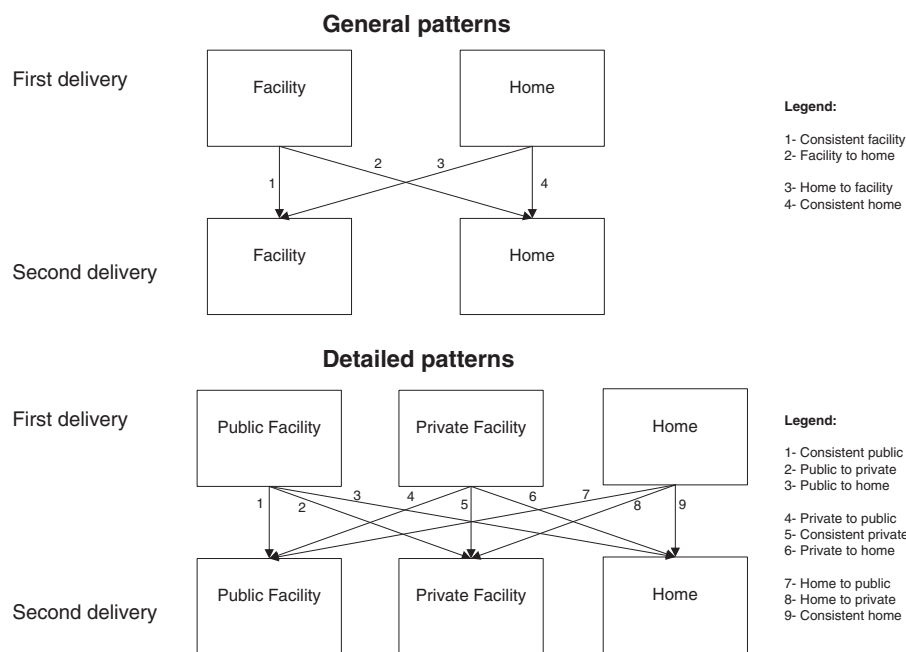 General patterns
First delivery
Facility
Home
Legend:
1- Consistent facility
2- Facility to home
3- Home to facility
4- Consistent home
1
2
3
4
Second delivery
Facility
Home
Detailed patterns
First delivery
Public Facility
Private Facility
Home
Legend:
1- Consistent public
2- Public to private
3- Public to home
4- Private to public
5- Consistent private
6- Private to home
7- Home to public
8- Home to private
9- Consistent home
1
2
3
4
5
6
7
8
9
Second delivery
Public Facility
Private Facility
Home